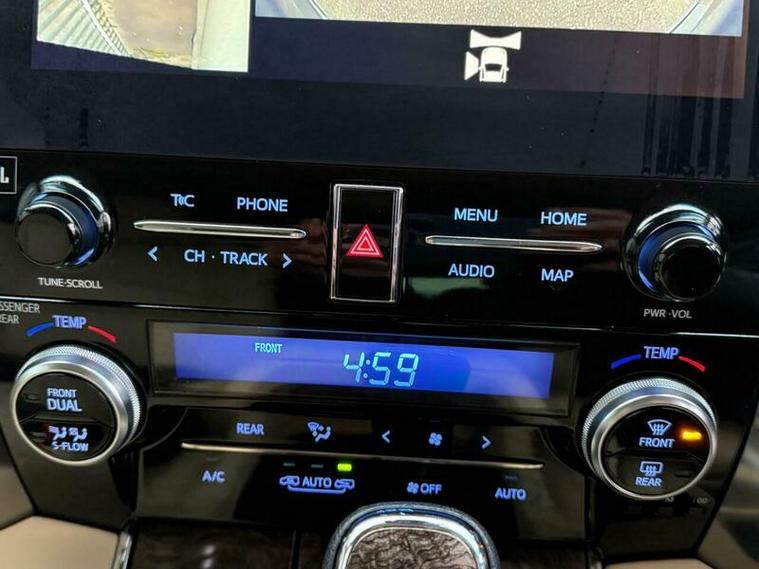 T C PHONE
MENU HOME
< CH · TRACK >
AUDIO MAP
TUNE·SCROLL
PWR·VOL
REAR
TEMP
TEMP
FRONT
4:59
FRONT
DUAL
S-FLOW
REAR < >
FRONT
A/C AUTO OFF AUTO
REAR